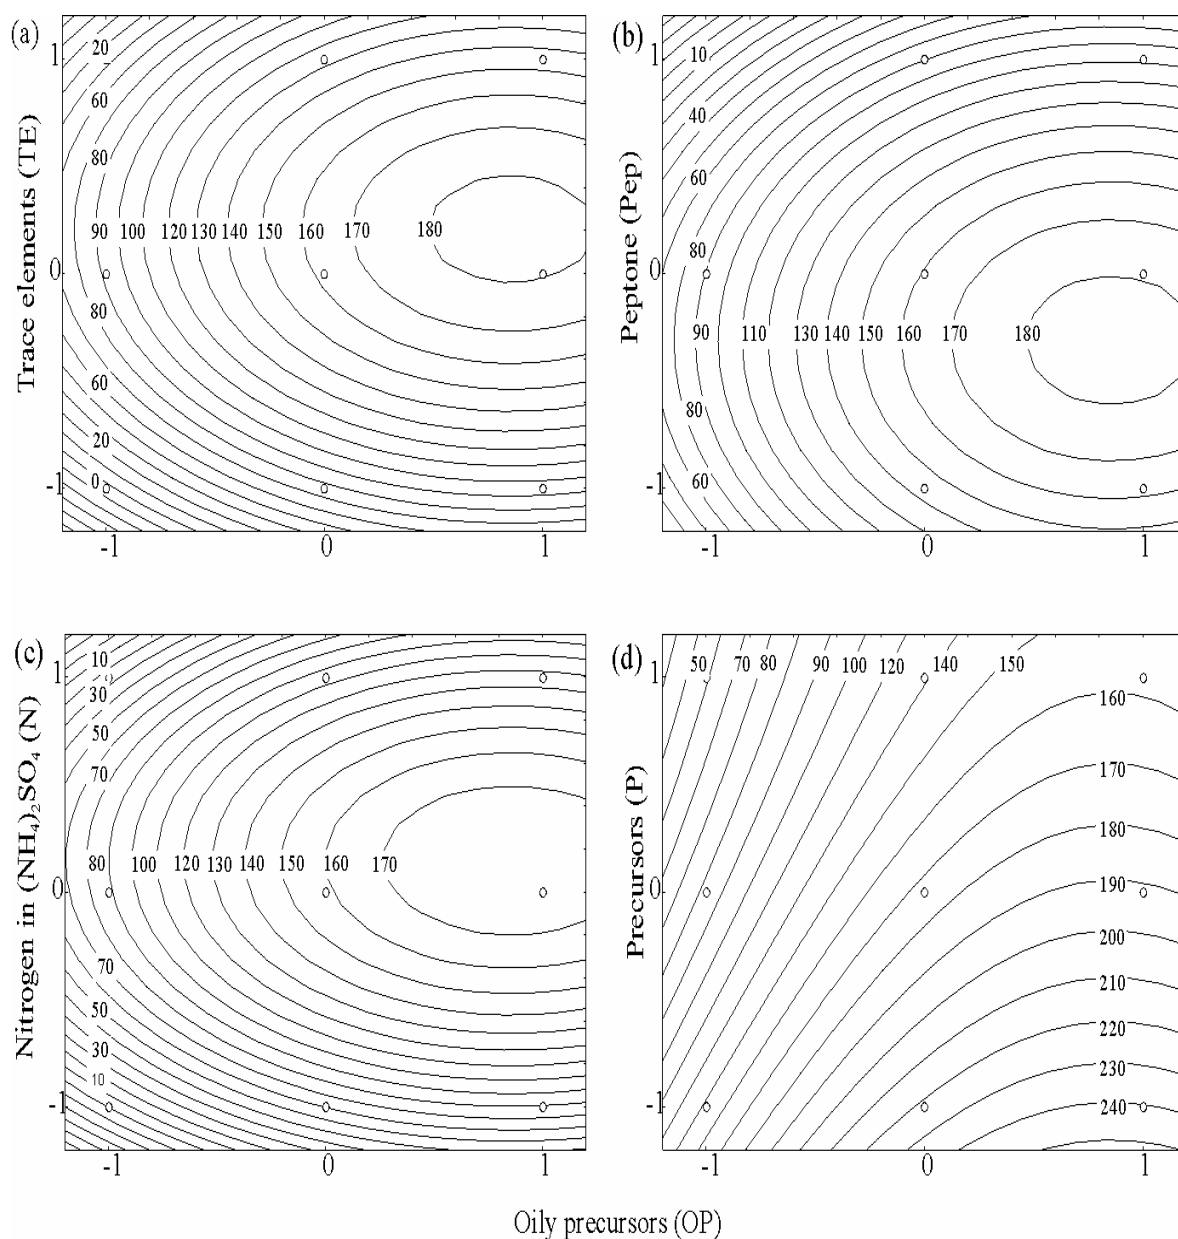 (a)
1
0
-1
Trace elements (TE)
20
60
80
90 100 120 130 140 150 160 170 180
80
60
20
0
-1 0 1
(b)
1
0
-1
Peptone (Pep)
10
40
60
80
90 110 130 140 150 160 170 180
80
60
-1 0 1
(c)
1
0
-1
Nitrogen in (NH₄)₂SO₄ (N)
10
30
50
70
80 100 120 130 140 150 160 170
70
50
30
10
-1 0 1
(d)
1
0
-1
Precursors (P)
50 70 80 90 100 120 140 150
160
170
180
190
200
210
220
230
240
-1 0 1
Oily precursors (OP)